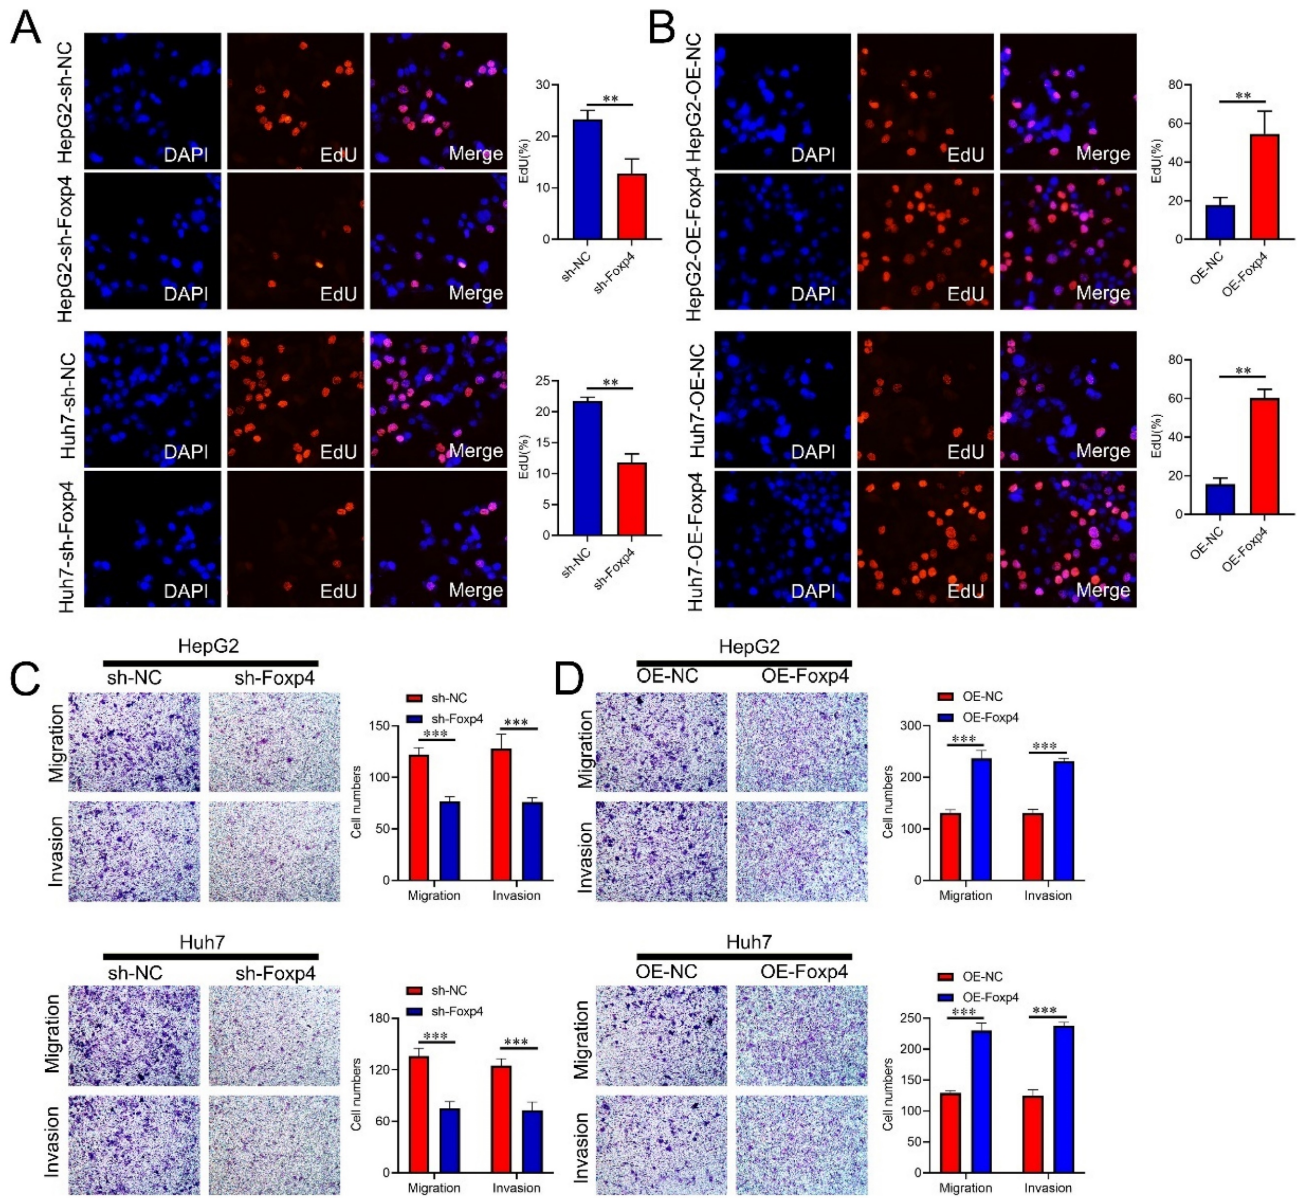 A
HepG2-sh-NC
DAPI
EdU
Merge
HepG2-sh-Foxp4
DAPI
EdU
Merge
EdU(%)
30
20
10
0
**
sh-NC
sh-Foxp4
Huh7-sh-NC
DAPI
EdU
Merge
Huh7-sh-Foxp4
DAPI
EdU
Merge
EdU(%)
25
20
15
10
5
0
**
sh-NC
sh-Foxp4
B
HepG2-OE-NC
DAPI
EdU
Merge
HepG2-OE-Foxp4
DAPI
EdU
Merge
EdU(%)
80
60
40
20
0
**
OE-NC
OE-Foxp4
Huh7-OE-NC
DAPI
EdU
Merge
Huh7-OE-Foxp4
DAPI
EdU
Merge
EdU(%)
80
60
40
20
0
**
OE-NC
OE-Foxp4
C
HepG2
sh-NC sh-Foxp4
Migration
Invasion
sh-NC
sh-Foxp4
Cell numbers
150
100
50
0
***
***
Migration Invasion
Huh7
sh-NC sh-Foxp4
Migration
Invasion
sh-NC
sh-Foxp4
Cell numbers
180
120
60
0
***
***
Migration Invasion
D
HepG2
OE-NC OE-Foxp4
Migration
Invasion
OE-NC
OE-Foxp4
Cell numbers
300
200
100
0
***
***
Migration Invasion
Huh7
OE-NC OE-Foxp4
Migration
Invasion
OE-NC
OE-Foxp4
Cell numbers
250
200
150
100
50
0
***
***
Migration Invasion